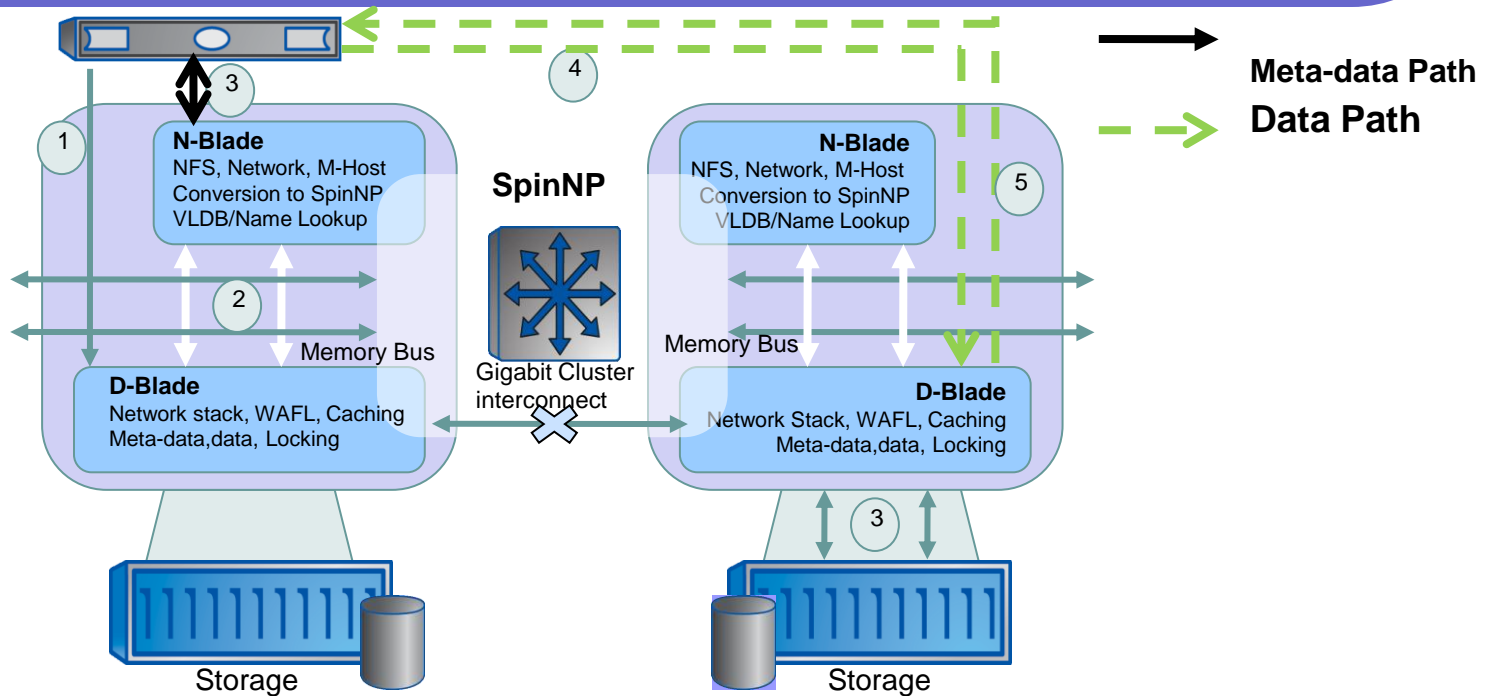 4
Meta-data Path
Data Path
3
1
N-Blade
NFS, Network, M-Host
Conversion to SpinNP
VLDB/Name Lookup
SpinNP
N-Blade
NFS, Network, M-Host
Conversion to SpinNP
VLDB/Name Lookup
5
2
Memory Bus
Memory Bus
Gigabit Cluster
interconnect
D-Blade
Network stack, WAFL, Caching
Meta-data,data, Locking
D-Blade
Network Stack, WAFL, Caching
Meta-data,data, Locking
3
Storage
Storage